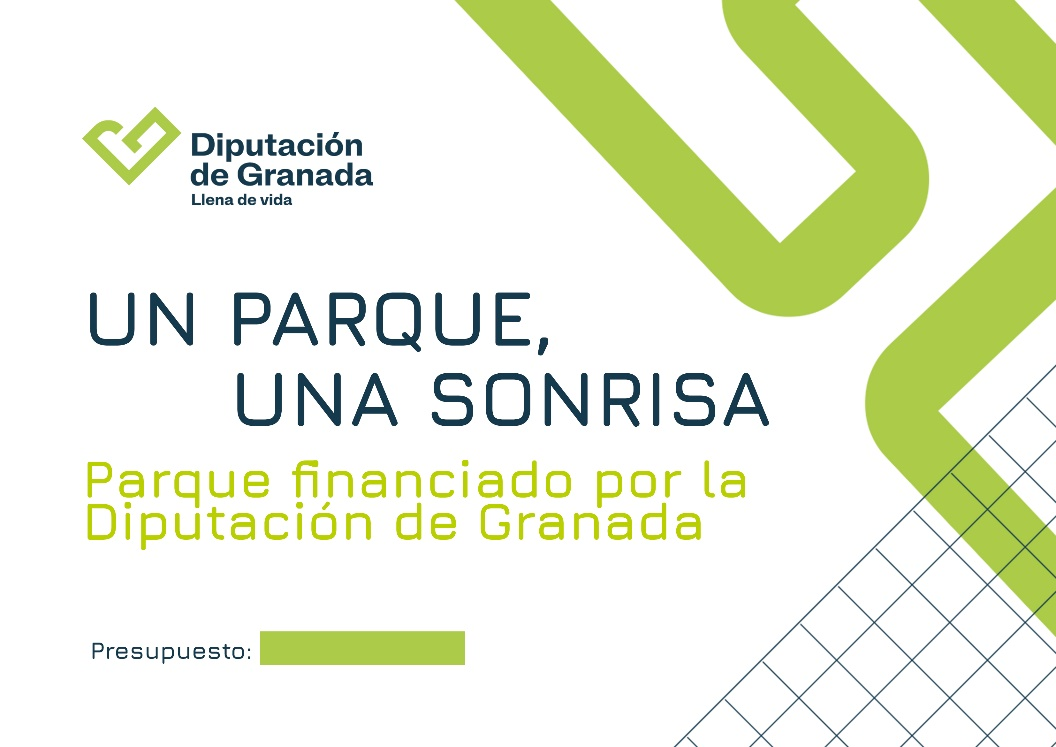 Diputación
de Granada
Llena de vida
UN PARQUE,
UNA SONRISA
Parque financiado por la
Diputación de Granada
Presupuesto: